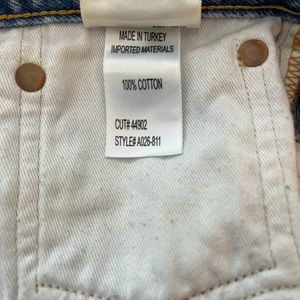 MADE IN TURKEY
IMPORTED MATERIALS
100% COTTON
CUT# 44902
STYLE# A026-811